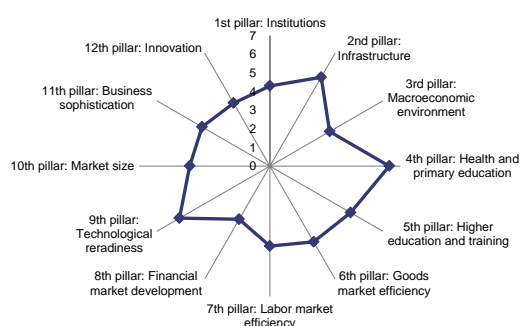 1st pillar: Institutions
7
6
5
4
3
2
1
0
2nd pillar:
Infrastructure
3rd pillar:
Macroeconomic
environment
4th pillar: Health and
primary education
5th pillar: Higher
education and training
6th pillar: Goods
market efficiency
7th pillar: Labor market
efficiency
8th pillar: Financial
market development
9th pillar:
Technological
reradiness
10th pillar: Market size
11th pillar: Business
sophistication
12th pillar: Innovation